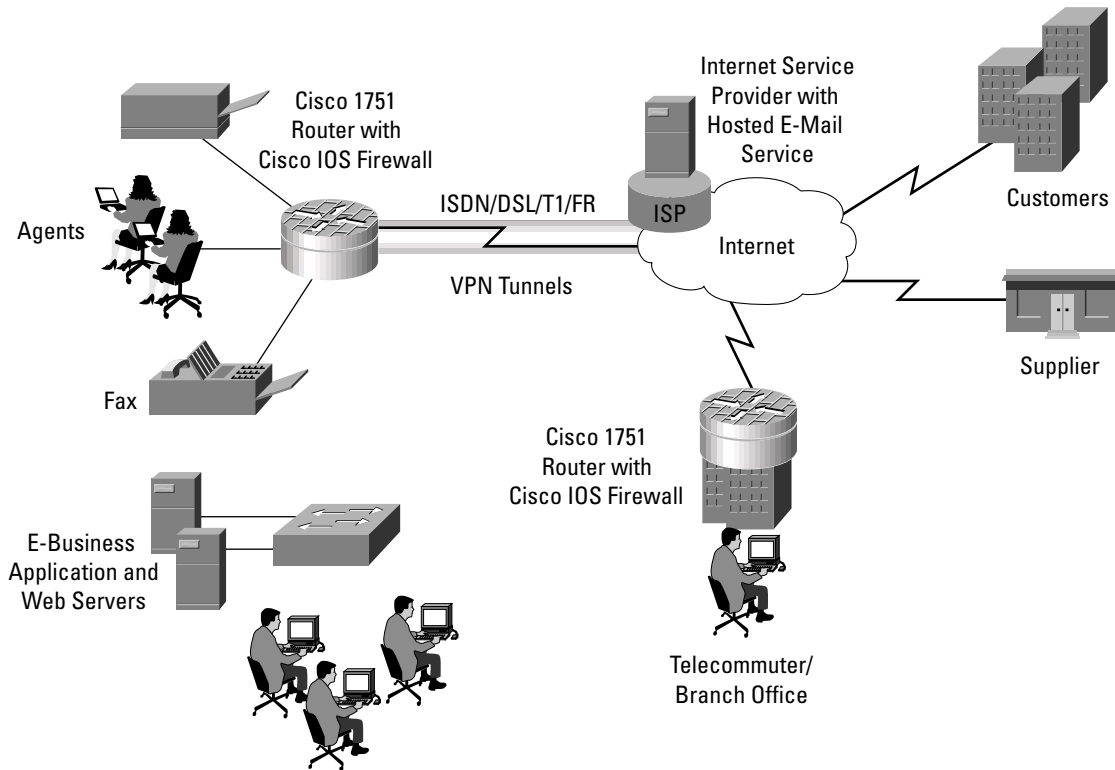 Cisco 1751
Router with
Cisco IOS Firewall
Internet Service
Provider with
Hosted E-Mail
Service
Customers
Agents
ISDN/DSL/T1/FR
ISP
Internet
VPN Tunnels
Supplier
Fax
Cisco 1751
Router with
Cisco IOS Firewall
E-Business
Application and
Web Servers
Telecommuter/
Branch Office